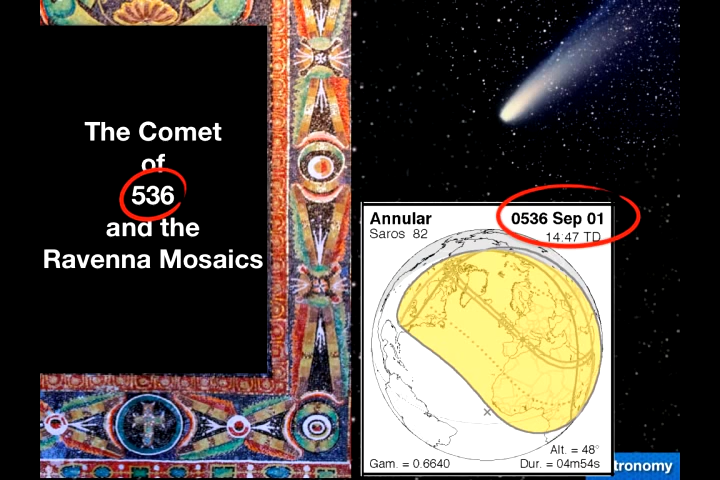 The Comet
of
536
and the
Ravenna Mosaics
Annular
0536 Sep 01
Saros 82
14:47 TD
Alt. = 48°
Gam. = 0.6640
Dur. = 04m54s